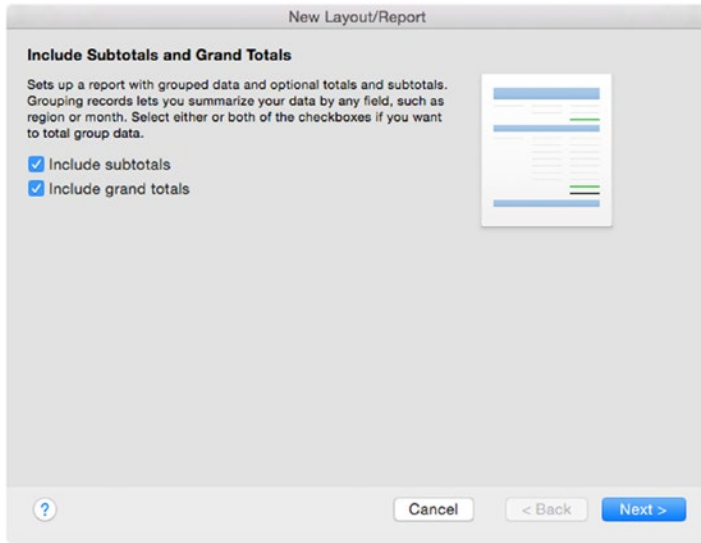 New Layout/Report
Include Subtotals and Grand Totals
Sets up a report with grouped data and optional totals and subtotals.
Grouping records lets you summarize your data by any field, such as
region or month. Select either or both of the checkboxes if you want
to total group data.
Include subtotals
Include grand totals
?
Cancel
< Back
Next >